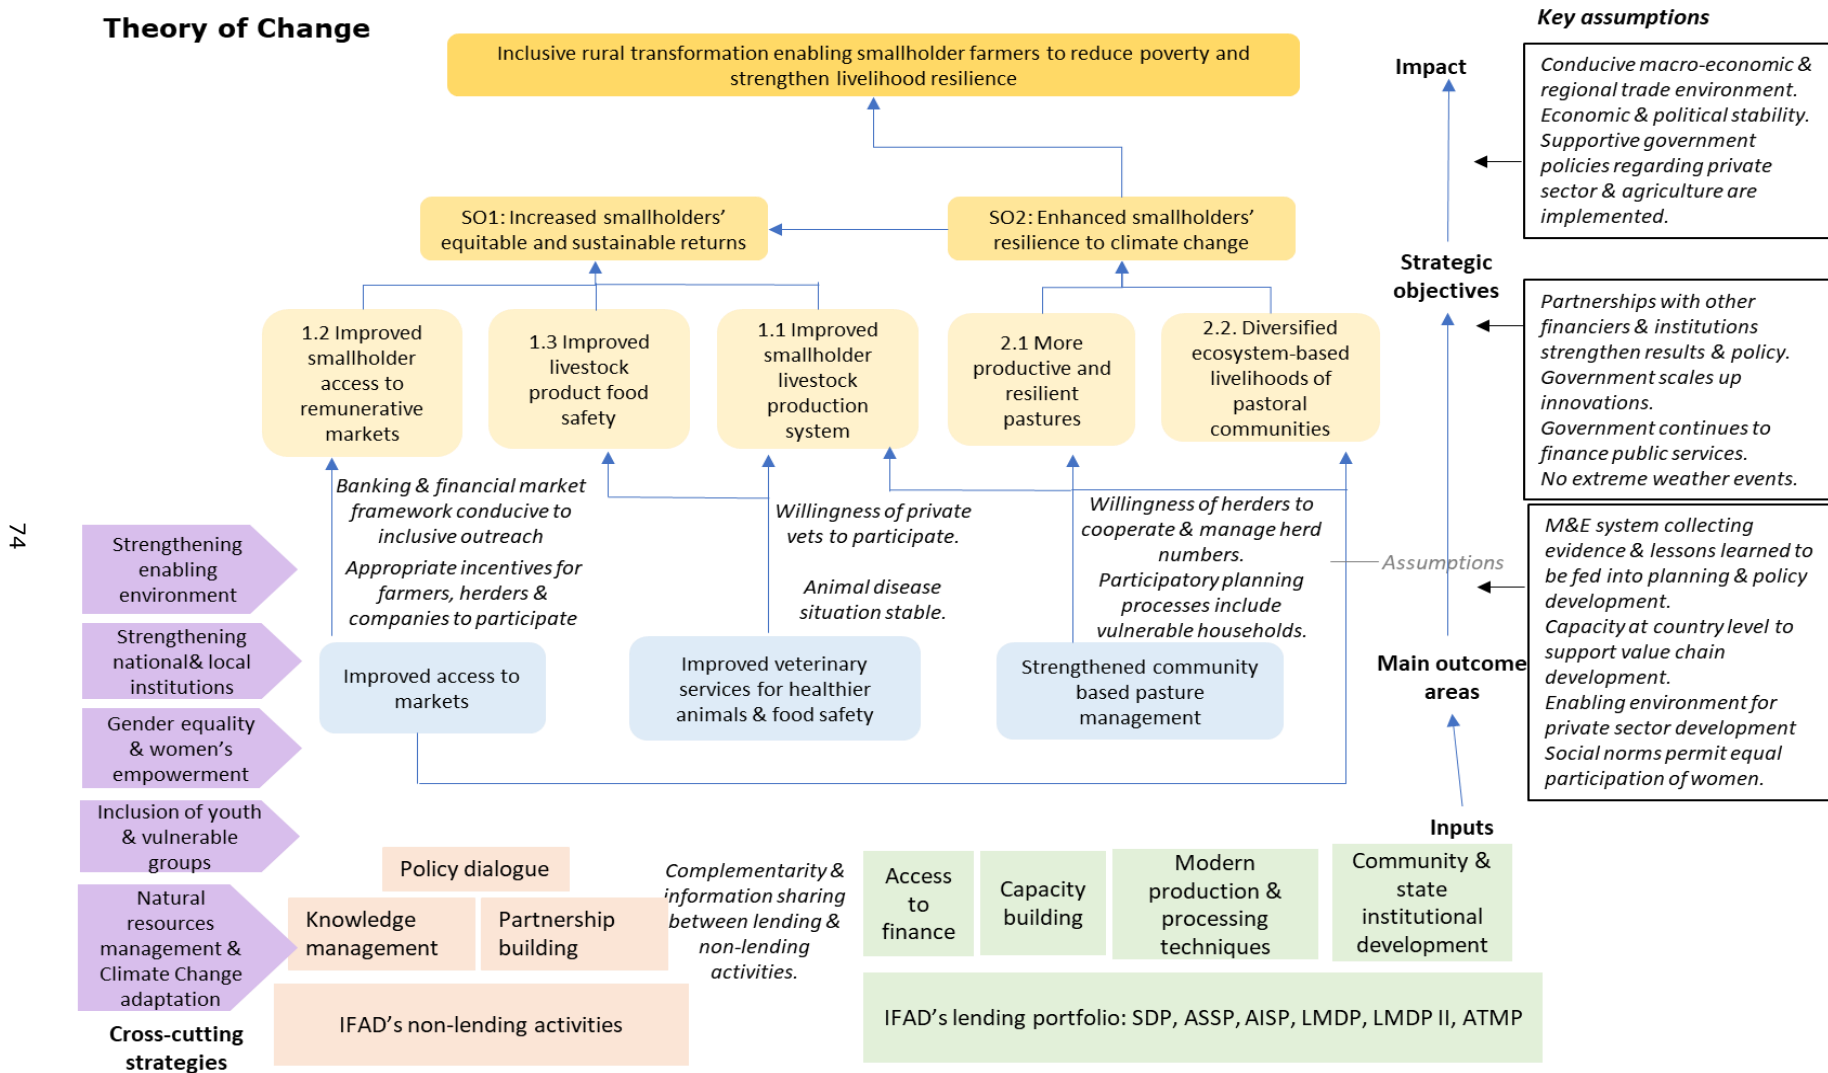 Theory of Change
Key assumptions
Inclusive rural transformation enabling smallholder farmers to reduce poverty and
strengthen livelihood resilience
Impact
Conducive macro-economic &
regional trade environment.
Economic & political stability.
Supportive government
policies regarding private
sector & agriculture are
implemented.
SO1: Increased smallholders’
equitable and sustainable returns
SO2: Enhanced smallholders’
resilience to climate change
Strategic
objectives
1.2 Improved
smallholder
access to
remunerative
markets
1.3 Improved
livestock
product food
safety
1.1 Improved
smallholder
livestock
production
system
2.1 More
productive and
resilient
pastures
2.2. Diversified
ecosystem-based
livelihoods of
pastoral
communities
Partnerships with other
financiers & institutions
strengthen results & policy.
Government scales up
innovations.
Government continues to
finance public services.
No extreme weather events.
Banking & financial market
framework conducive to
inclusive outreach
Appropriate incentives for
farmers, herders &
companies to participate
Willingness of private
vets to participate.
Animal disease
situation stable.
Willingness of herders to
cooperate & manage herd
numbers.
Participatory planning
processes include
vulnerable households.
Assumptions
M&E system collecting
evidence & lessons learned to
be fed into planning & policy
development.
Capacity at country level to
support value chain
development.
Enabling environment for
private sector development
Social norms permit equal
participation of women.
74
Strengthening
enabling
environment
Strengthening
national& local
institutions
Gender equality
& women’s
empowerment
Inclusion of youth
& vulnerable
groups
Natural
resources
management &
Climate Change
adaptation
Cross-cutting
strategies
Improved access to
markets
Improved veterinary
services for healthier
animals & food safety
Strengthened community
based pasture
management
Main outcome
areas
Inputs
Policy dialogue
Knowledge
management
Partnership
building
IFAD’s non-lending activities
Complementarity &
information sharing
between lending &
non-lending
activities.
Access
to
finance
Capacity
building
Modern
production &
processing
techniques
Community &
state
institutional
development
IFAD’s lending portfolio: SDP, ASSP, AISP, LMDP, LMDP II, ATMP